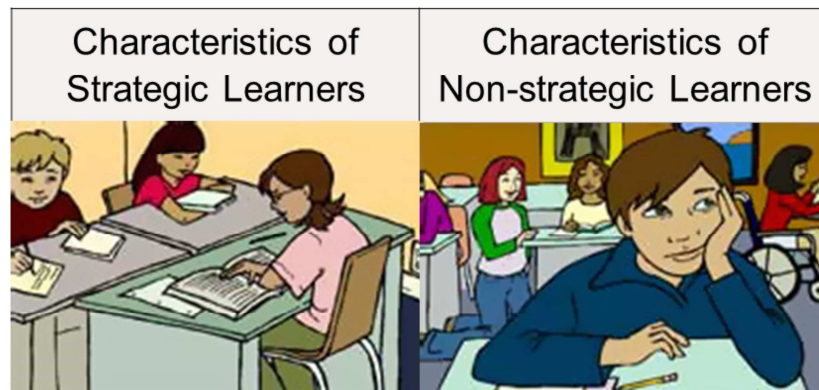 Characteristics of
Strategic Learners
Characteristics of
Non-strategic Learners